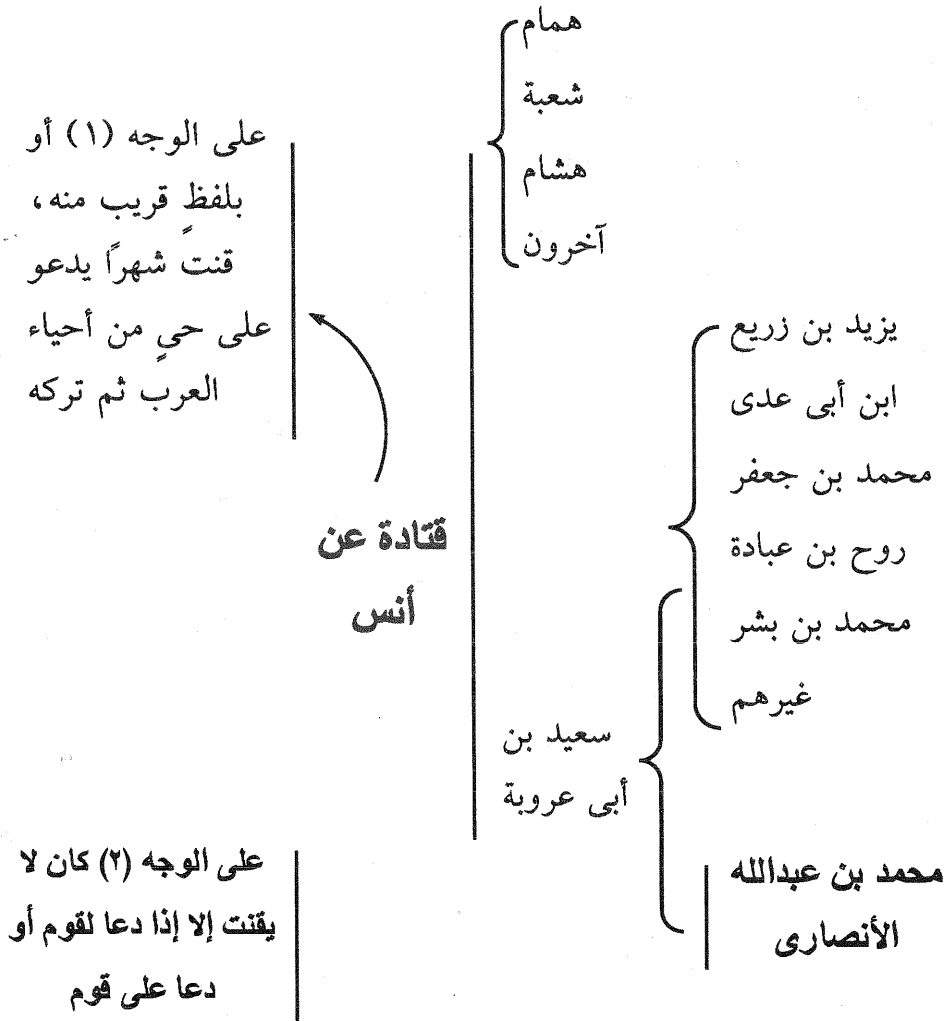 همام
شعبة
هشام
آخرون
يزيد بن زريع
ابن أبى عدى
محمد بن جعفر
روح بن عبادة
محمد بن بشر
غيرهم
محمد بن عبدالله
الأنصارى
سعيد بن
أبى عروبة
قتادة عن
أنس
على الوجه (١) أو
بلفظٍ قريب منه،
قنت شهراً يدعو
على حيٍ من أحياء
العرب ثم تركه
على الوجه (٢) كان لا
يقنت إلا إذا دعا لقوم أو
دعا على قوم